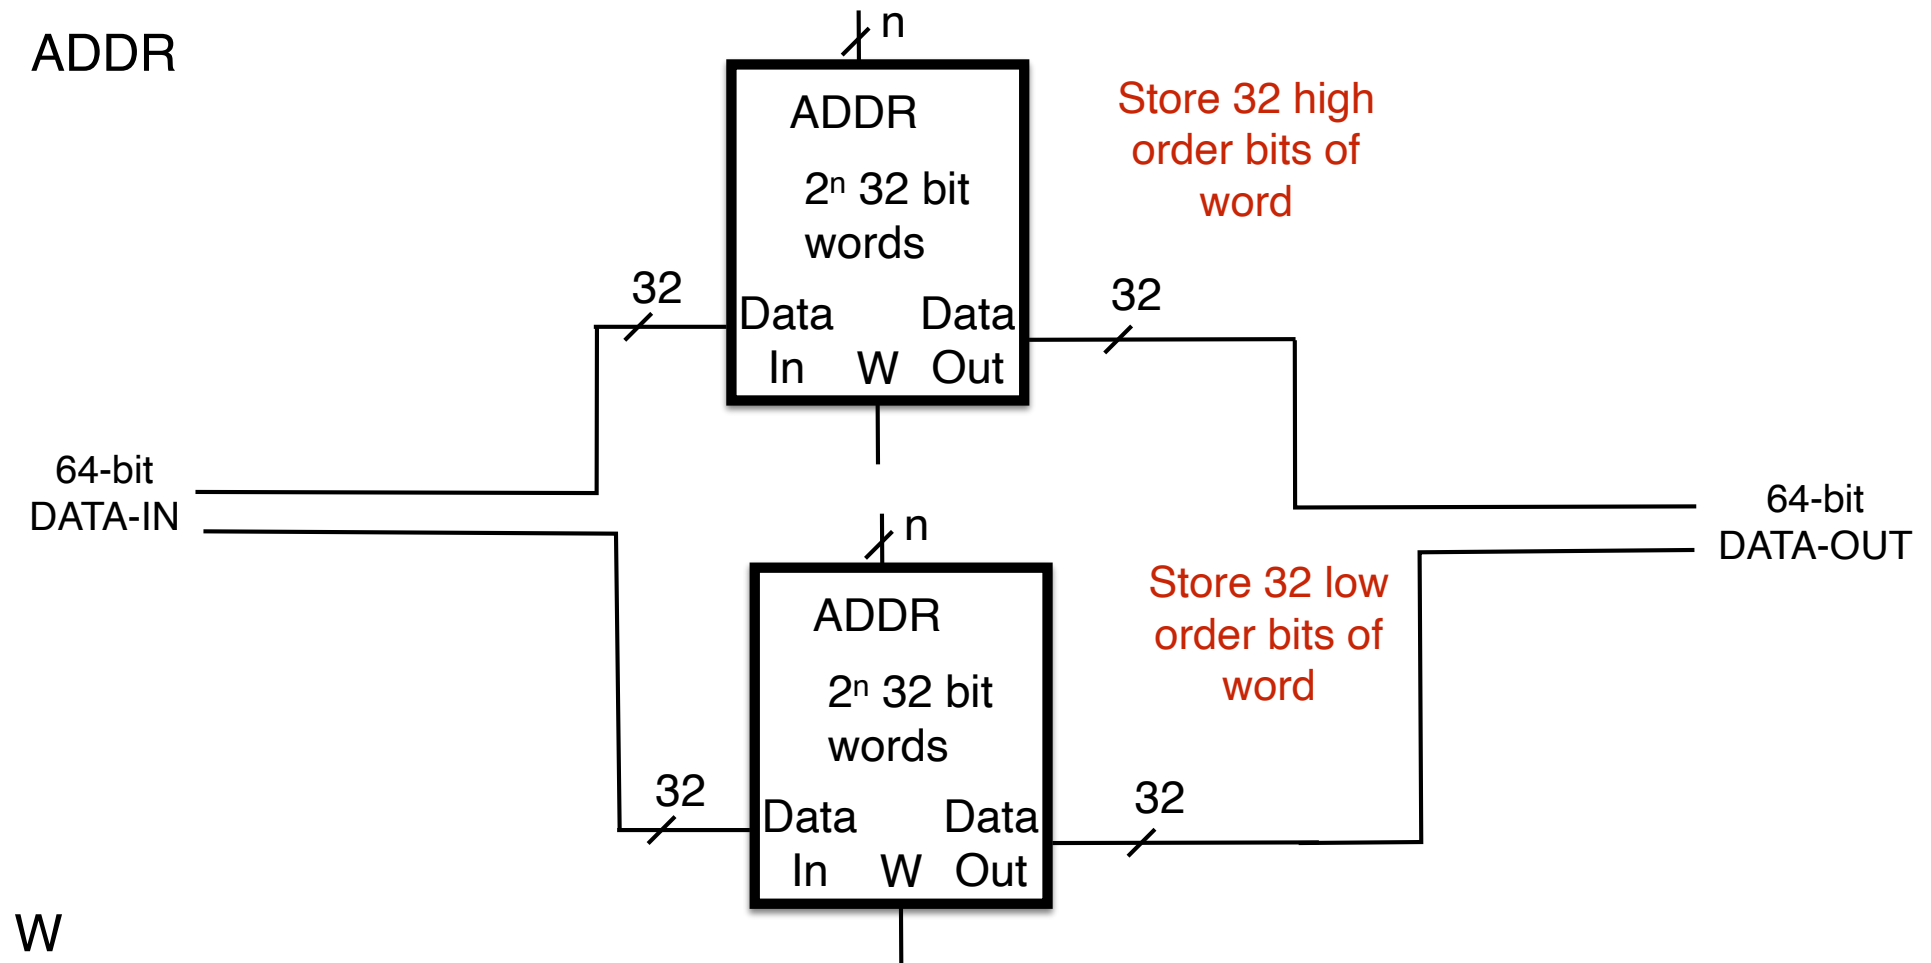 n
ADDR
ADDR
2ⁿ 32 bit
words
Store 32 high
order bits of
word
32
32
Data
In
W
Data
Out
64-bit
DATA-IN
64-bit
DATA-OUT
n
ADDR
2ⁿ 32 bit
words
Store 32 low
order bits of
word
32
32
Data
In
W
Data
Out
W